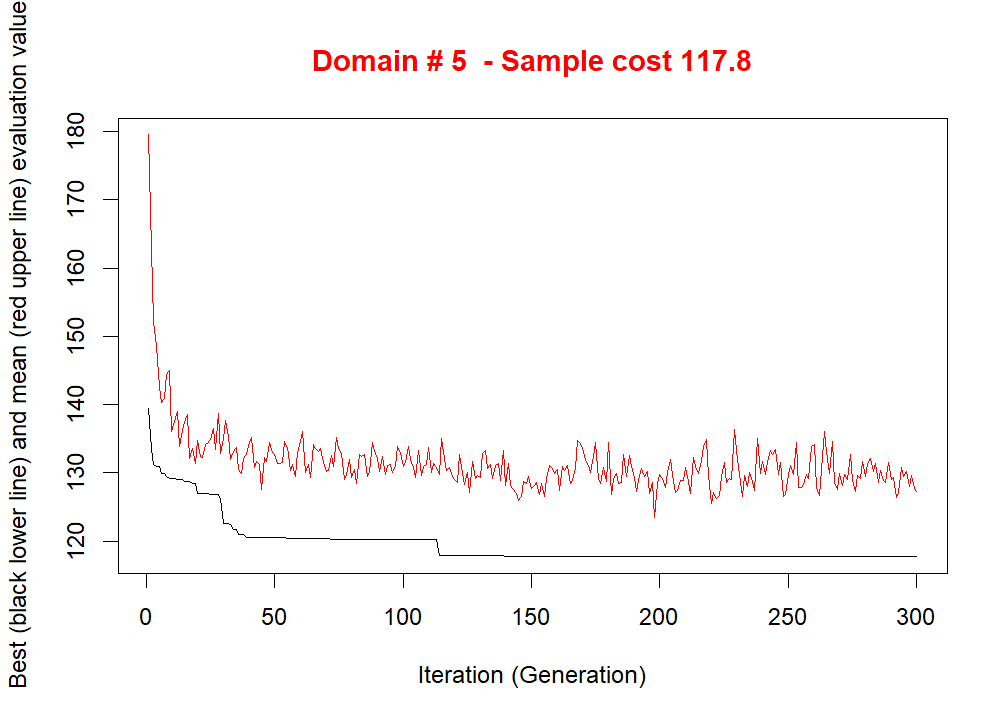 Domain # 5  - Sample cost 117.8
Best (black lower line) and mean (red upper line) evaluation value
180
170
160
150
140
130
120
0 50 100 150 200 250 300
Iteration (Generation)